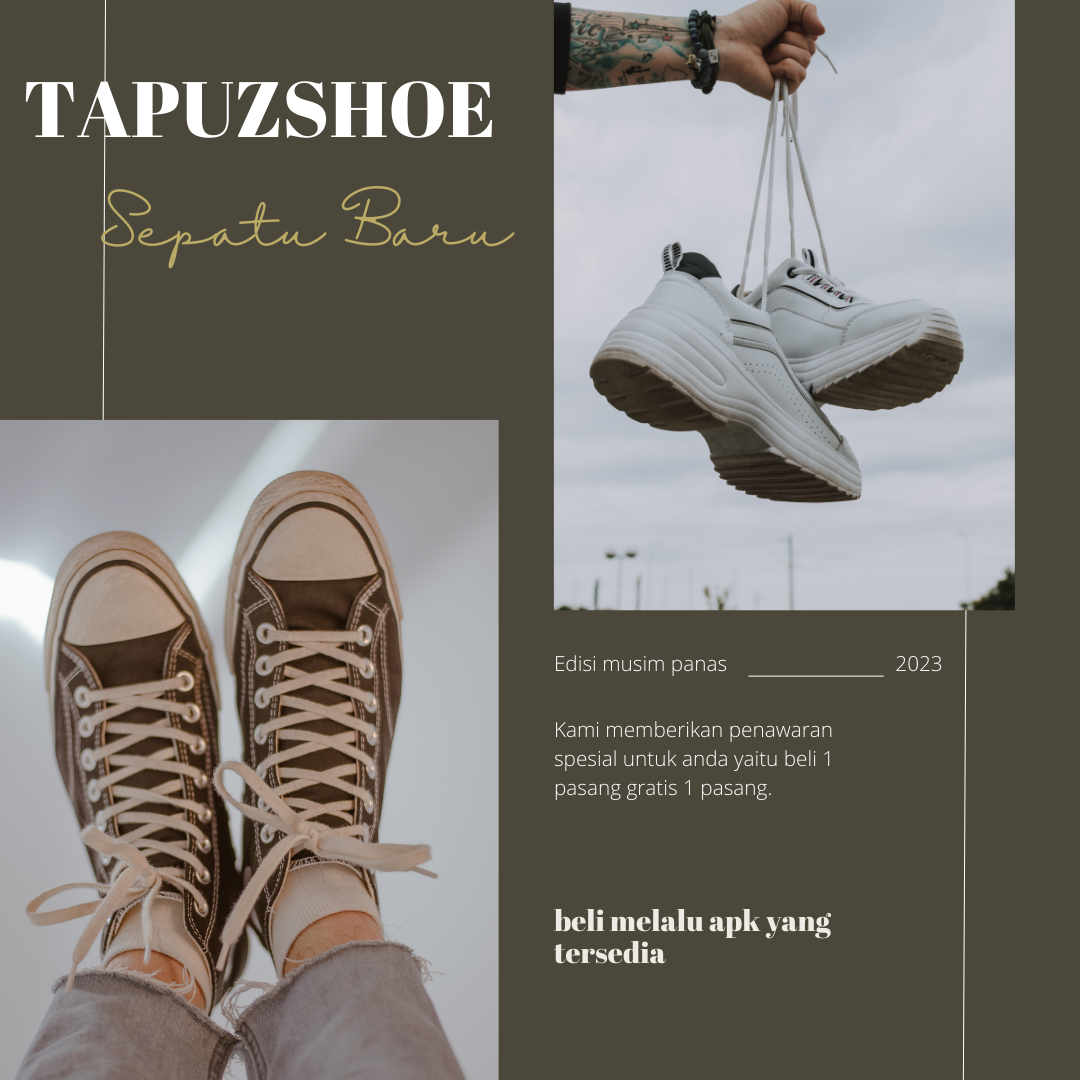 TAPUZSHOE
Sepatu Baru
Edisi musim panas 2023
Kami memberikan penawaran
spesial untuk anda yaitu beli 1
pasang gratis 1 pasang.
beli melalu apk yang
tersedia